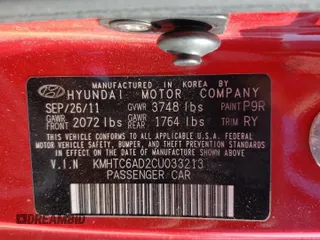 MANUFACTURED IN KOREA BY
HYUNDAI MOTOR COMPANY
SEP/26/11 GVWR 3748 lbs PAINT P9R
GAWR FRONT 2072 lbs GAWR REAR 1764 lbs TRIM RY
THIS VEHICLE CONFORMS TO ALL APPLICABLE
FEDERAL MOTOR VEHICLE SAFETY, BUMPER, AND
THEFT PREVENTION STANDARDS IN EFFECT ON
THE DATE OF MANUFACTURE SHOWN ABOVE.
V.I.N. KMHTC6AD2CU033213
PASSENGER CAR
DREAMBID